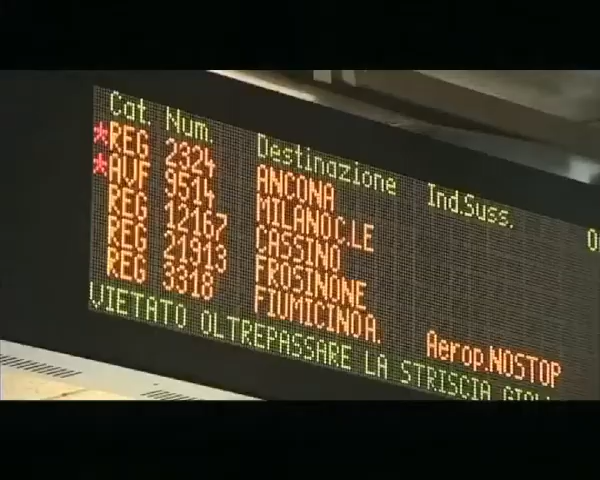 Cat. Num. Destinazione Ind.Suss.
*REG 2324 ANCONA
*AVF 9514 MILANO C.LE
REG 12167 CASSINO
REG 21913 FROSINONE
REG 3318 FIUMICINO A. Aerop.NOSTOP
VIETATO OLTREPASSARE LA STRISCIA